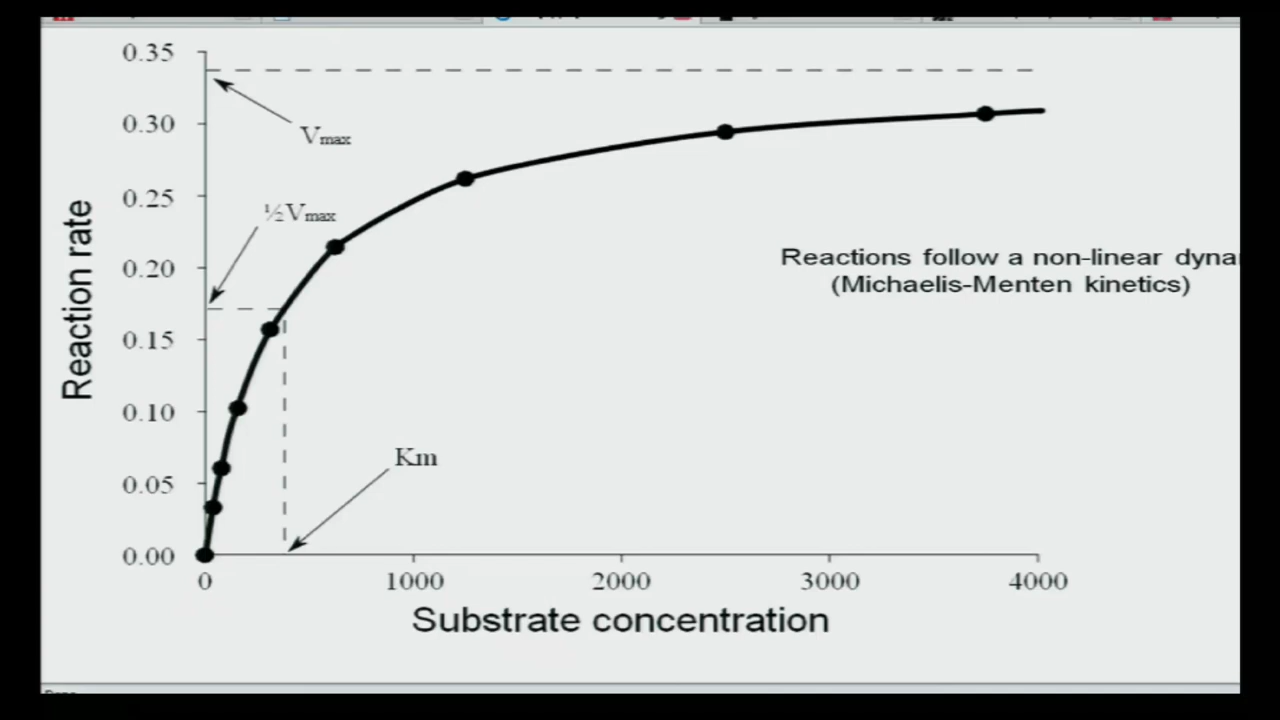 0.35
0.30
0.25
0.20
0.15
0.10
0.05
0.00
Vmax
½Vmax
Km
Reaction rate
Reactions follow a non-linear dyna
(Michaelis-Menten kinetics)
0 1000 2000 3000 4000
Substrate concentration